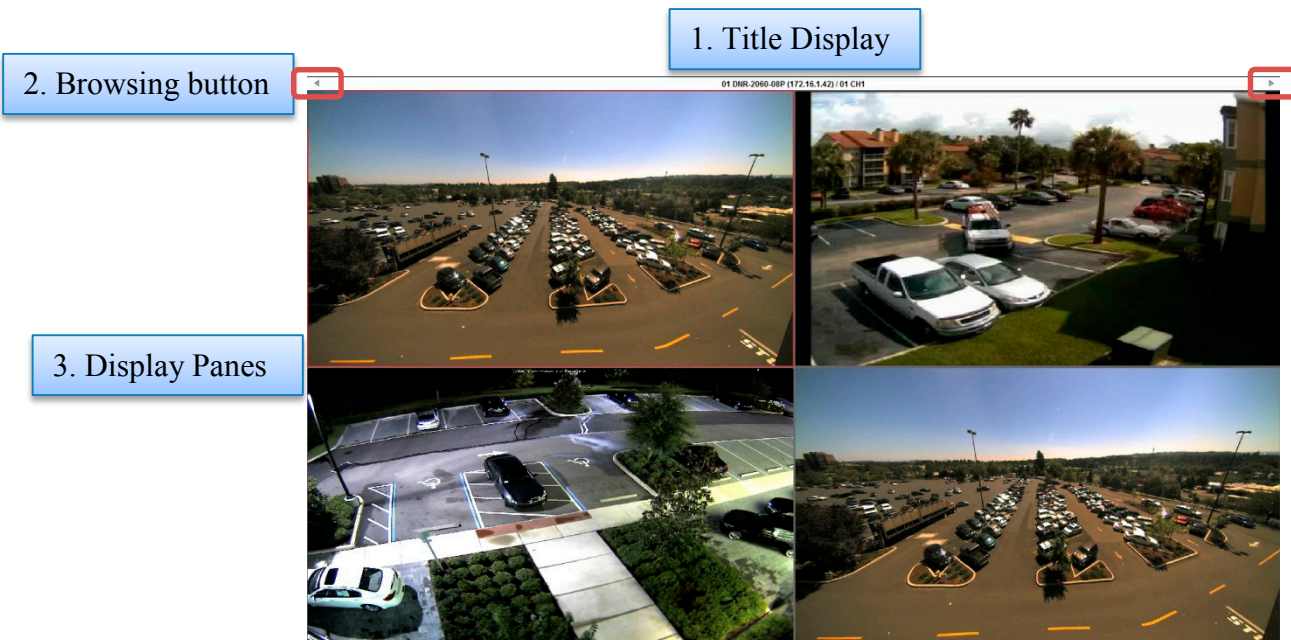 1. Title Display
2. Browsing button
01 DNR-2060-08P (172.16.1.42) / 01 CH1
3. Display Panes